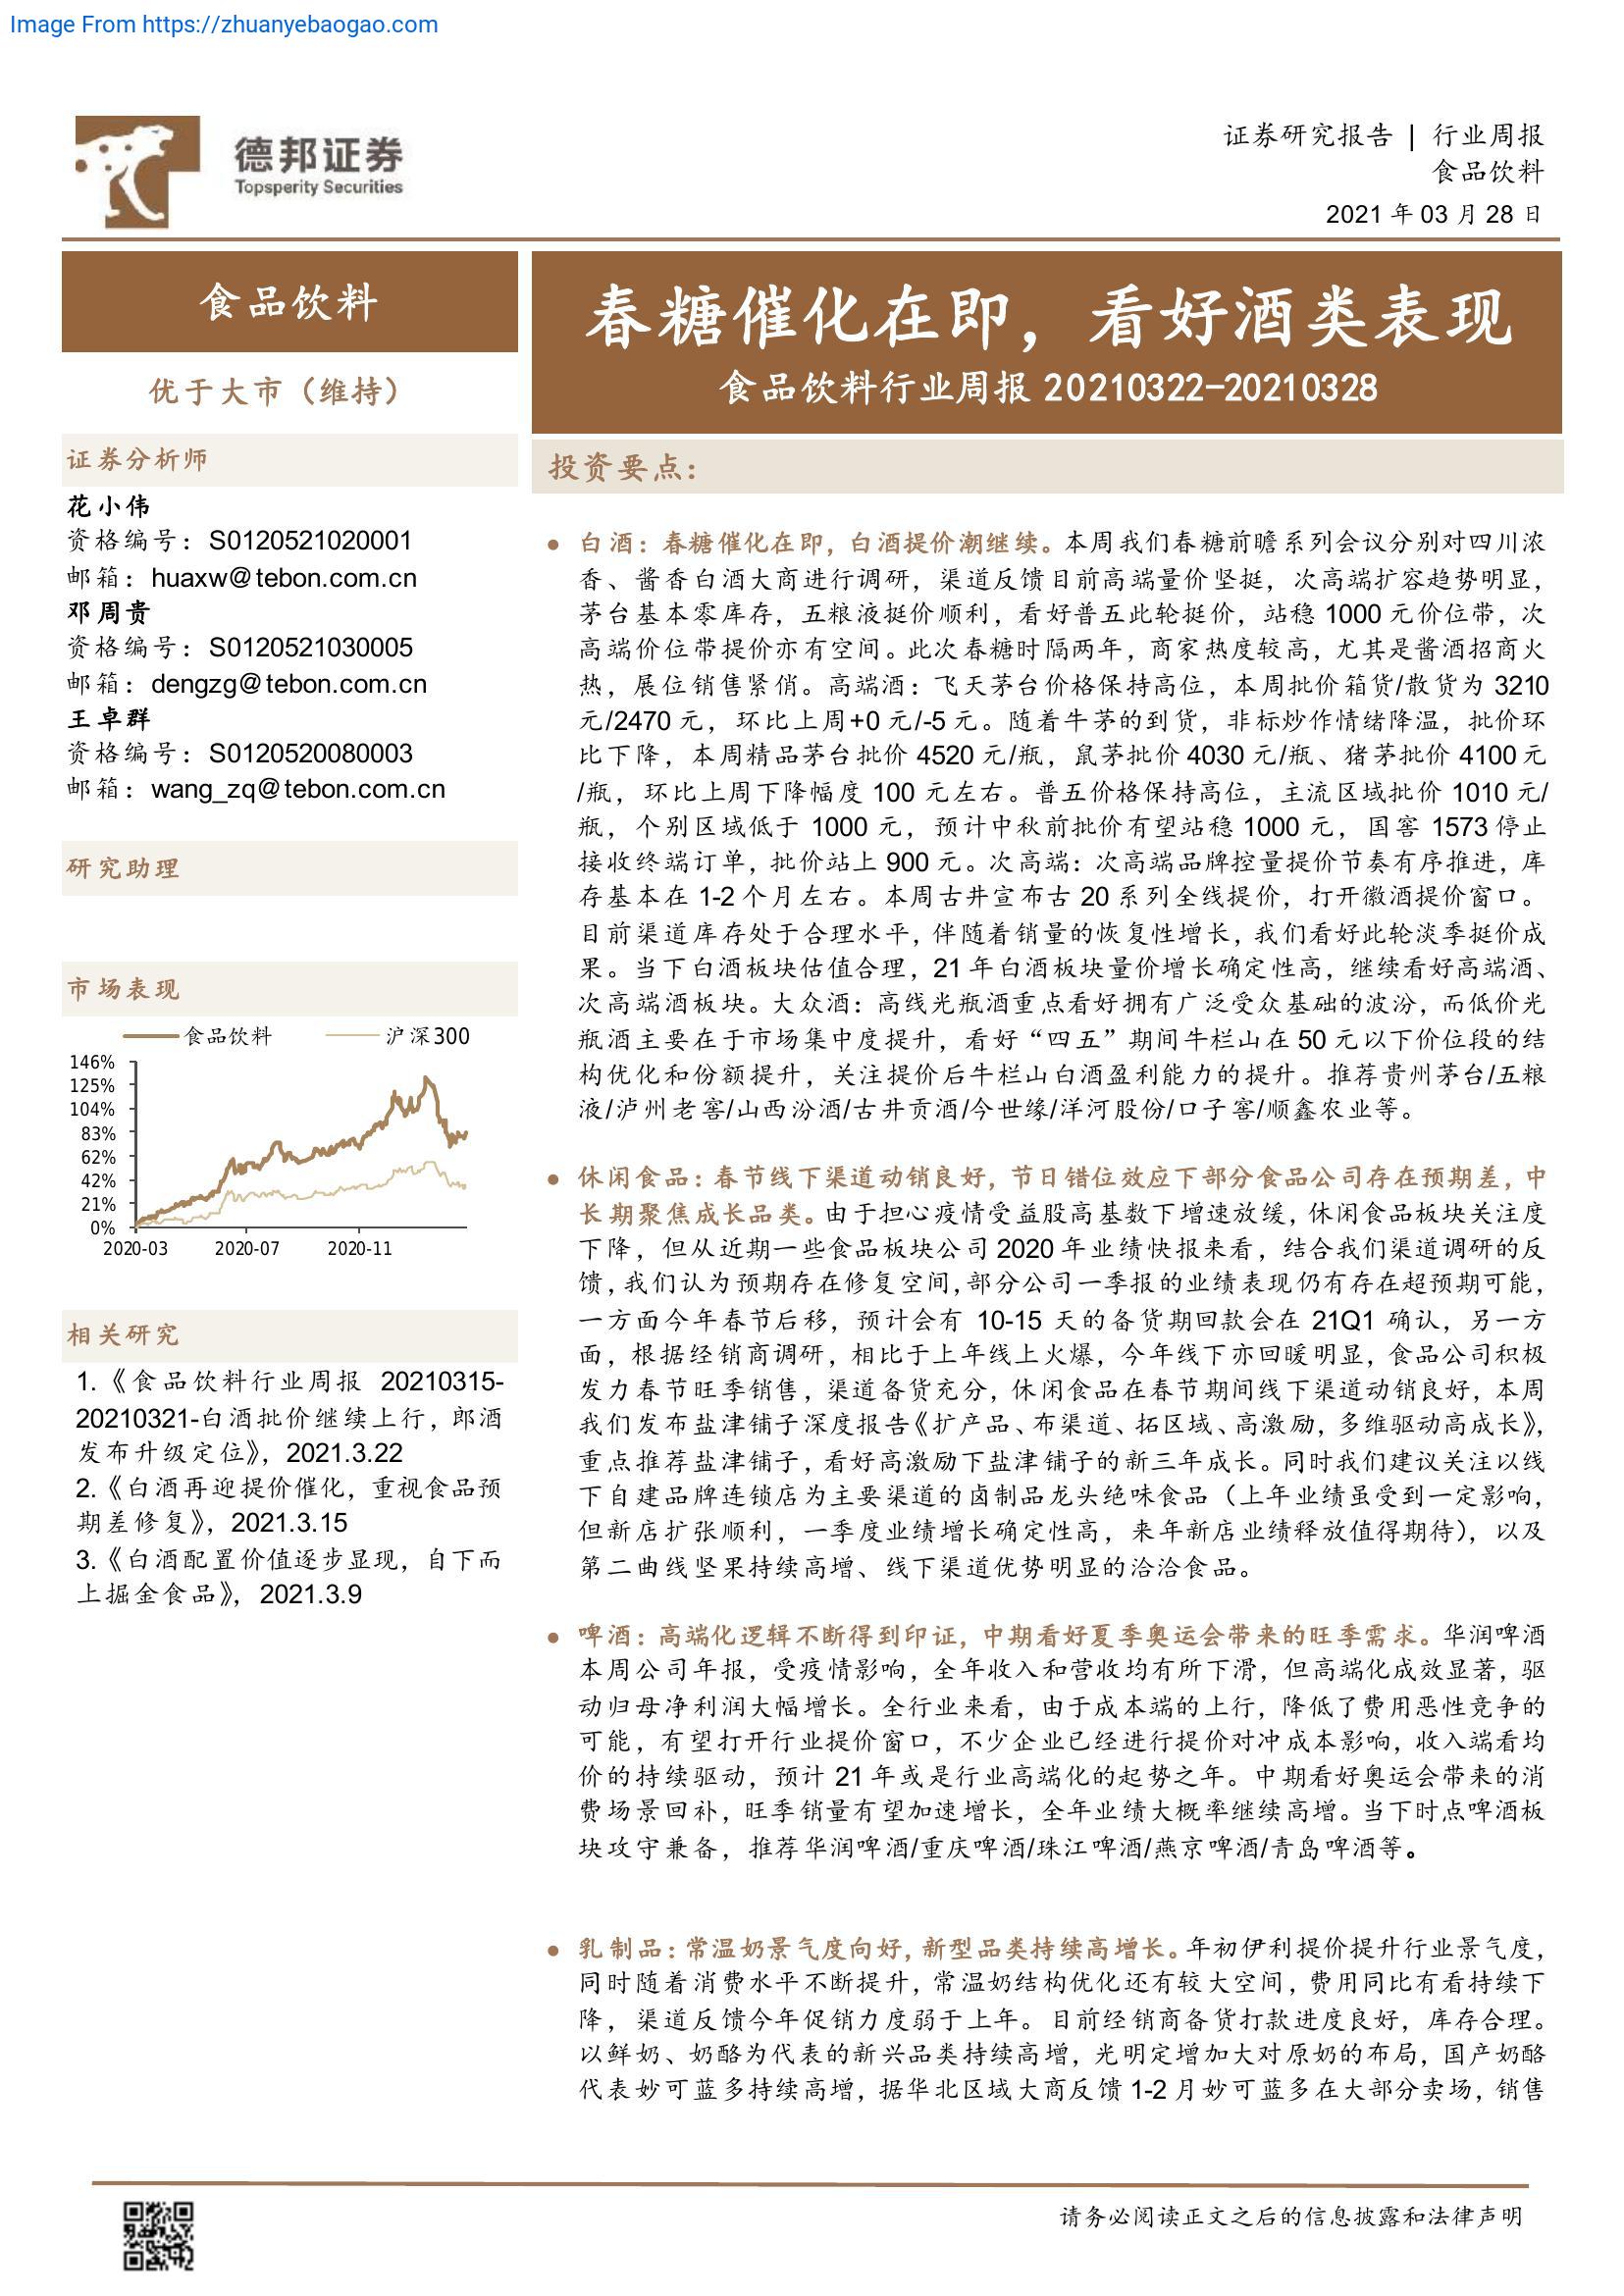 Image From https://zhuanyebaogao.com
德邦证券
Topsperity Securities
证券研究报告 | 行业周报
食品饮料
2021 年 03 月 28 日
食品饮料
优于大市（维持）
证券分析师
花小伟
资格编号：S0120521020001
邮箱：huaxw@tebon.com.cn
邓周贵
资格编号：S0120521030005
邮箱：dengzg@tebon.com.cn
王卓群
资格编号：S0120520080003
邮箱：wang_zq@tebon.com.cn
研究助理
市场表现
食品饮料 沪深300
146%
125%
104%
83%
62%
42%
21%
0%
2020-03 2020-07 2020-11
相关研究
1.《食品饮料行业周报 20210315-
20210321-白酒批价继续上行，郎酒
发布升级定位》，2021.3.22
2.《白酒再迎提价催化，重视食品预
期差修复》，2021.3.15
3.《白酒配置价值逐步显现，自下而
上掘金食品》，2021.3.9
春糖催化在即，看好酒类表现
食品饮料行业周报 20210322-20210328
投资要点：
● 白酒：春糖催化在即，白酒提价潮继续。本周我们春糖前瞻系列会议分别对四川浓
香、酱香白酒大商进行调研，渠道反馈目前高端量价坚挺，次高端扩容趋势明显，
茅台基本零库存，五粮液挺价顺利，看好普五此轮挺价，站稳 1000 元价位带，次
高端价位带提价亦有空间。此次春糖时隔两年，商家热度较高，尤其是酱酒招商火
热，展位销售紧俏。高端酒：飞天茅台价格保持高位，本周批价箱货/散货为 3210
元/2470 元，环比上周+0 元/-5 元。随着牛茅的到货，非标炒作情绪降温，批价环
比下降，本周精品茅台批价 4520 元/瓶，鼠茅批价 4030 元/瓶、猪茅批价 4100 元
/瓶，环比上周下降幅度 100 元左右。普五价格保持高位，主流区域批价 1010 元/
瓶，个别区域低于 1000 元，预计中秋前批价有望站稳 1000 元，国窖 1573 停止
接收终端订单，批价站上 900 元。次高端：次高端品牌控量提价节奏有序推进，库
存基本在 1-2 个月左右。本周古井宣布古 20 系列全线提价，打开徽酒提价窗口。
目前渠道库存处于合理水平，伴随着销量的恢复性增长，我们看好此轮淡季挺价成
果。当下白酒板块估值合理，21 年白酒板块量价增长确定性高，继续看好高端酒、
次高端酒板块。大众酒：高线光瓶酒重点看好拥有广泛受众基础的波汾，而低价光
瓶酒主要在于市场集中度提升，看好“四五”期间牛栏山在 50 元以下价位段的结
构优化和份额提升，关注提价后牛栏山白酒盈利能力的提升。推荐贵州茅台/五粮
液/泸州老窖/山西汾酒/古井贡酒/今世缘/洋河股份/口子窖/顺鑫农业等。
● 休闲食品：春节线下渠道动销良好，节日错位效应下部分食品公司存在预期差，中
长期聚焦成长品类。由于担心疫情受益股高基数下增速放缓，休闲食品板块关注度
下降，但从近期一些食品板块公司 2020 年业绩快报来看，结合我们渠道调研的反
馈，我们认为预期存在修复空间，部分公司一季报的业绩表现仍有存在超预期可能，
一方面今年春节后移，预计会有 10-15 天的备货期回款会在 21Q1 确认，另一方
面，根据经销商调研，相比于上年线上火爆，今年线下亦回暖明显，食品公司积极
发力春节旺季销售，渠道备货充分，休闲食品在春节期间线下渠道动销良好，本周
我们发布盐津铺子深度报告《扩产品、布渠道、拓区域、高激励，多维驱动高成长》，
重点推荐盐津铺子，看好高激励下盐津铺子的新三年成长。同时我们建议关注以线
下自建品牌连锁店为主要渠道的卤制品龙头绝味食品（上年业绩虽受到一定影响，
但新店扩张顺利，一季度业绩增长确定性高，来年新店业绩释放值得期待），以及
第二曲线坚果持续高增、线下渠道优势明显的洽洽食品。
● 啤酒：高端化逻辑不断得到印证，中期看好夏季奥运会带来的旺季需求。华润啤酒
本周公司年报，受疫情影响，全年收入和营收均有所下滑，但高端化成效显著，驱
动归母净利润大幅增长。全行业来看，由于成本端的上行，降低了费用恶性竞争的
可能，有望打开行业提价窗口，不少企业已经进行提价对冲成本影响，收入端看均
价的持续驱动，预计 21 年或是行业高端化的起势之年。中期看好奥运会带来的消
费场景回补，旺季销量有望加速增长，全年业绩大概率继续高增。当下时点啤酒板
块攻守兼备，推荐华润啤酒/重庆啤酒/珠江啤酒/燕京啤酒/青岛啤酒等。
● 乳制品：常温奶景气度向好，新型品类持续高增长。年初伊利提价提升行业景气度，
同时随着消费水平不断提升，常温奶结构优化还有较大空间，费用同比有看持续下
降，渠道反馈今年促销力度弱于上年。目前经销商备货打款进度良好，库存合理。
以鲜奶、奶酪为代表的新兴品类持续高增，光明定增加大对原奶的布局，国产奶酪
代表妙可蓝多持续高增，据华北区域大商反馈 1-2 月妙可蓝多在大部分卖场，销售
请务必阅读正文之后的信息披露和法律声明